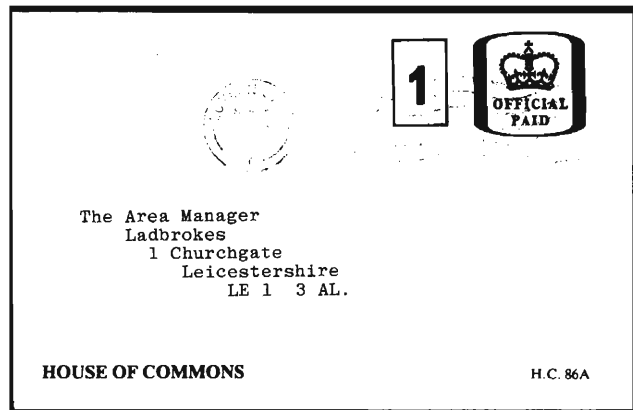 1
OFFICIAL
PAID
The Area Manager
Ladbrokes
1 Churchgate
Leicestershire
LE 1 3 AL.
HOUSE OF COMMONS
H.C. 86A